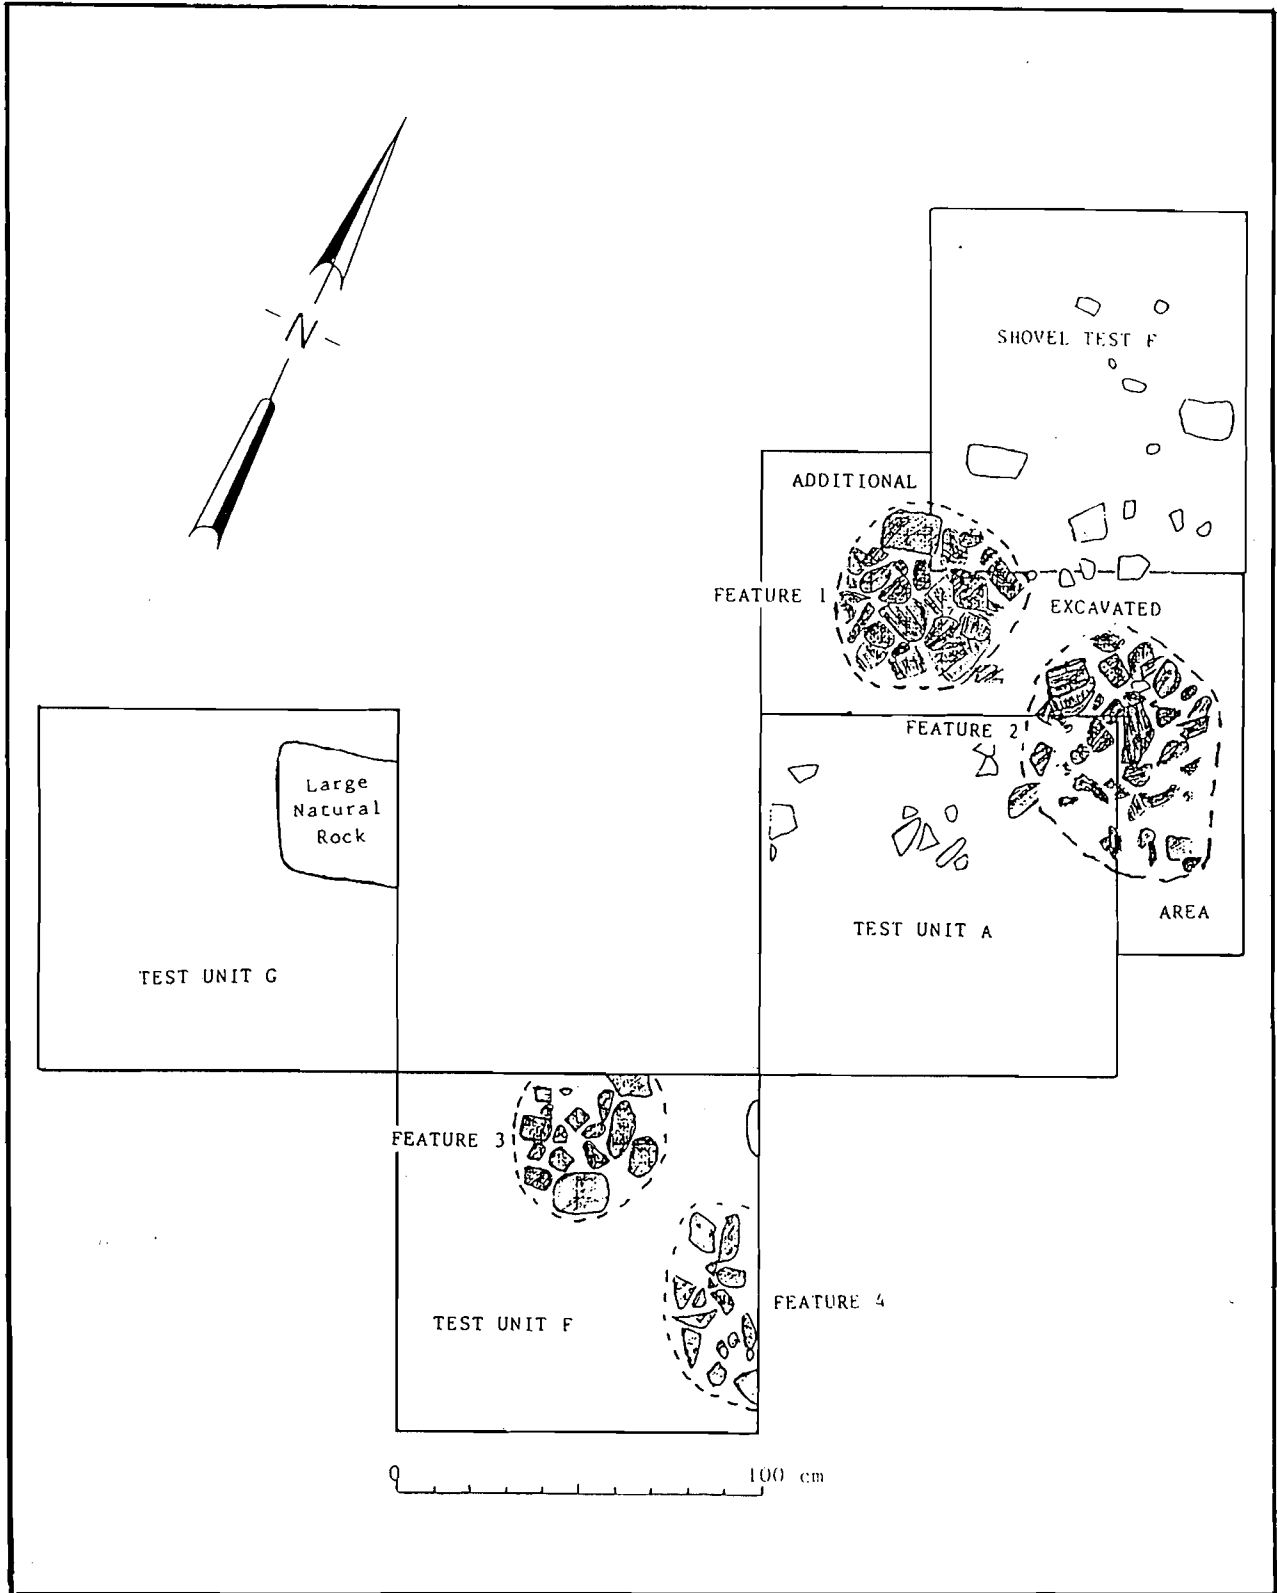 N
SHOVEL TEST F
ADDITIONAL
FEATURE 1
EXCAVATED
FEATURE 2
Large
Natural
Rock
AREA
TEST UNIT A
TEST UNIT G
FEATURE 3
FEATURE 4
TEST UNIT F
0 100 cm